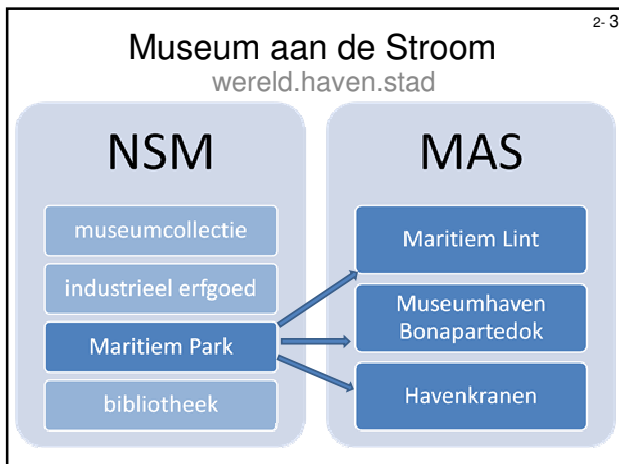 2- 3
Museum aan de Stroom
wereld.haven.stad
NSM
museumcollectie
industrieel erfgoed
Maritiem Park
bibliotheek
MAS
Maritiem Lint
Museumhaven
Bonapartedok
Havenkranen